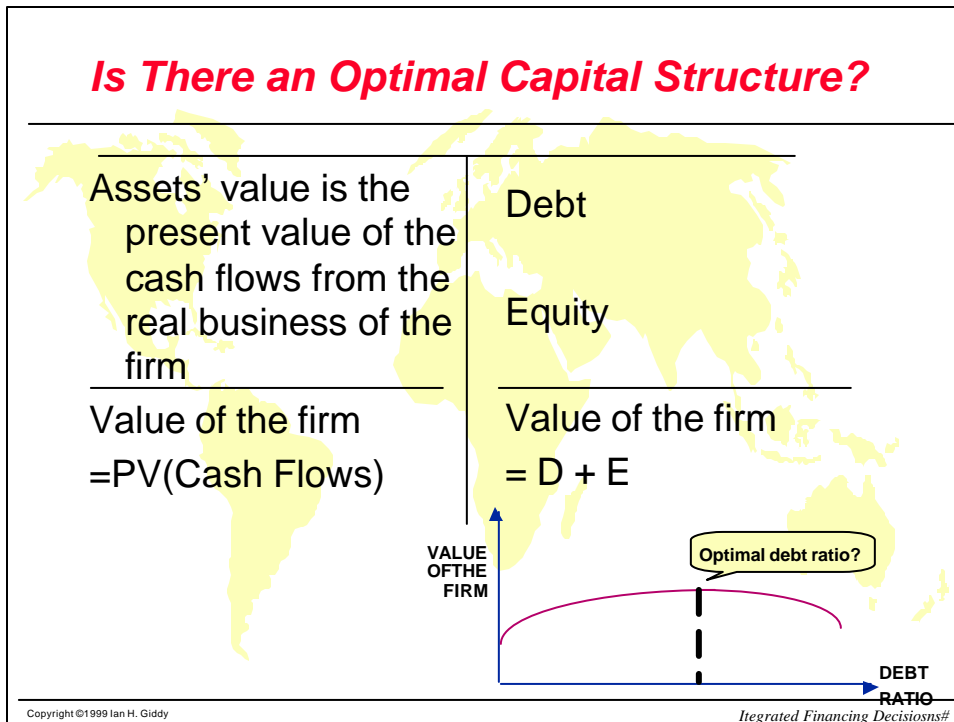 Is There an Optimal Capital Structure?
Assets’ value is the
present value of the
cash flows from the
real business of the
firm
Debt
Equity
Value of the firm
=PV(Cash Flows)
Value of the firm
= D + E
VALUE
OFTHE
FIRM
Optimal debt ratio?
DEBT
RATIO
Copyright ©1999 Ian H. Giddy
Itegrated Financing Decisiosns#